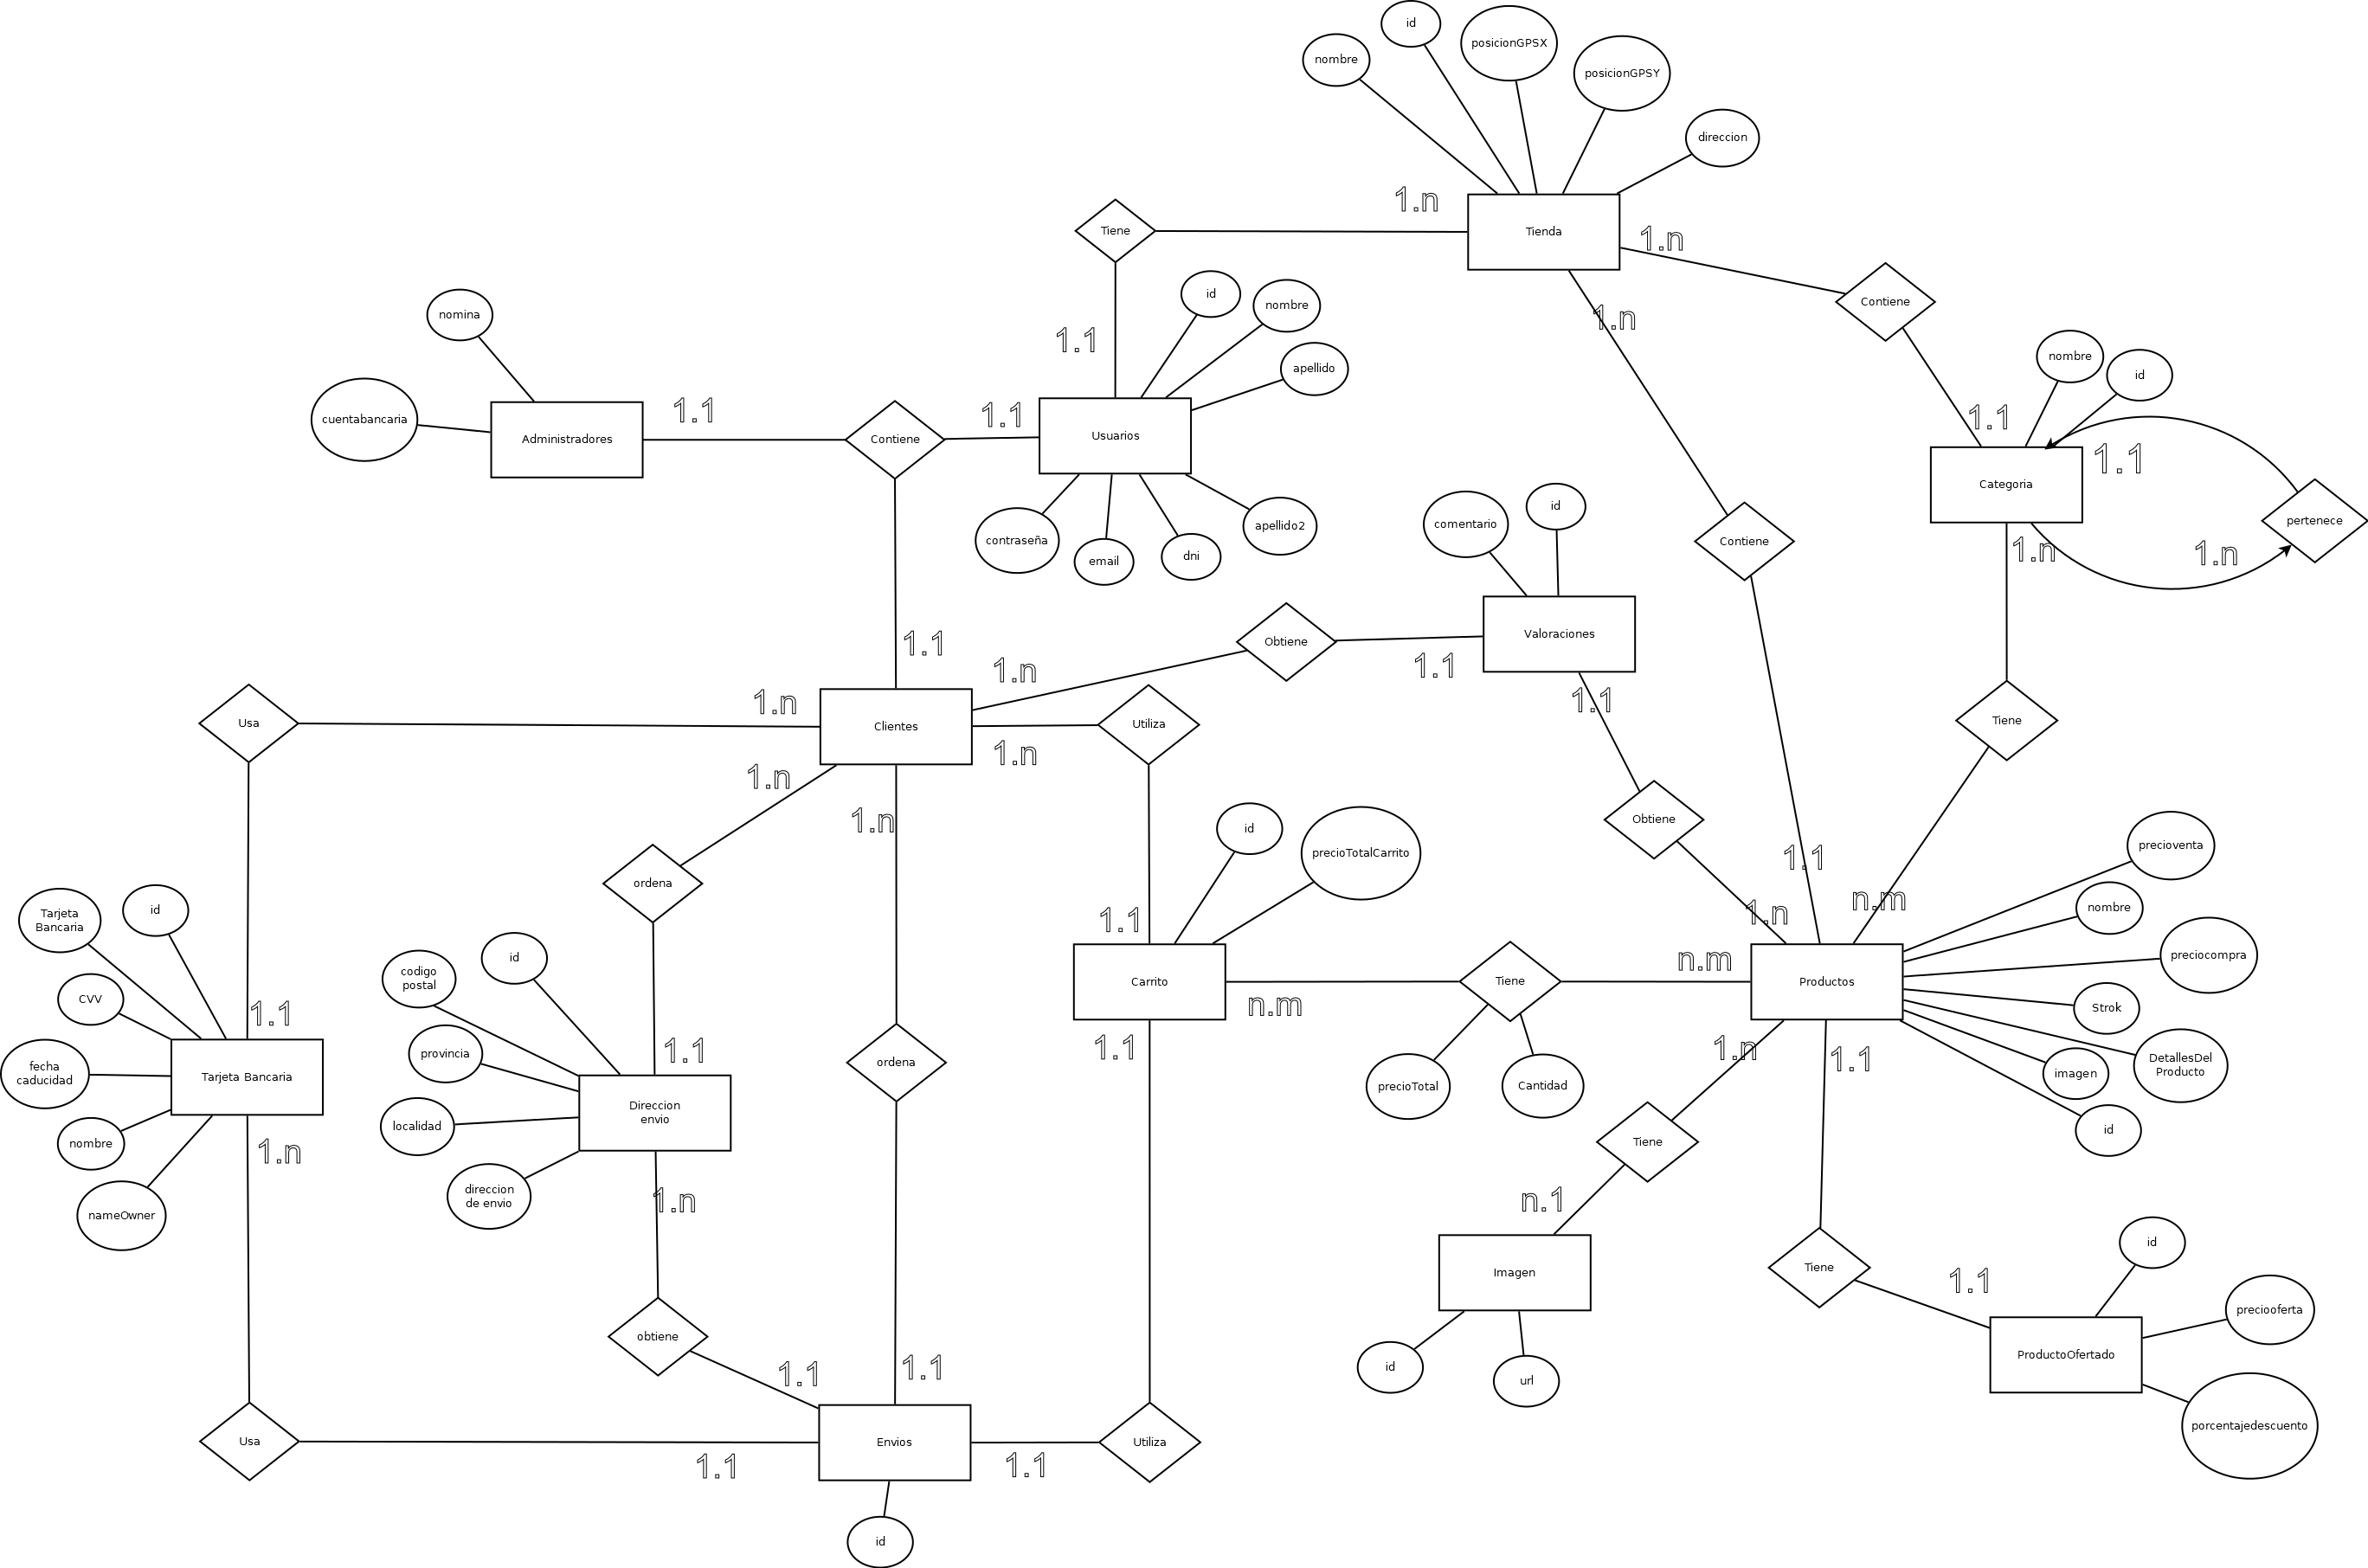 id
posicionGPSX
nombre
posicionGPSY
direccion
1.n
Tiene
Tienda
1.n
id
nombre
Contiene
nomina
1.n
1.1
nombre
apellido
id
cuentabancaria
1.1
1.1
1.1
Administradores
Contiene
Usuarios
1.1
Categoria
comentario
id
pertenece
apellido2
contraseña
Contiene
1.n
1.n
email
dni
Valoraciones
Obtiene
1.1
1.n
1.1
1.n
1.1
Usa
Clientes
Utiliza
Tiene
1.n
1.n
1.n
Obtiene
id
precioTotalCarrito
precioventa
1.1
ordena
n.m
Tarjeta
Bancaria
id
1.1
1.n
nombre
id
codigo
postal
n.m
preciocompra
Carrito
Tiene
Productos
CVV
1.1
n.m
Strok
provincia
1.1
1.1
1.n
1.1
ordena
fecha
caducidad
Tarjeta Bancaria
DetallesDel
Producto
imagen
precioTotal
Cantidad
Direccion
envio
localidad
id
nombre
1.n
Tiene
direccion
de envio
1.n
n.1
nameOwner
id
Tiene
Imagen
1.1
preciooferta
obtiene
ProductoOfertado
1.1
1.1
id
url
porcentajedescuento
Usa
Envios
Utiliza
1.1
1.1
id